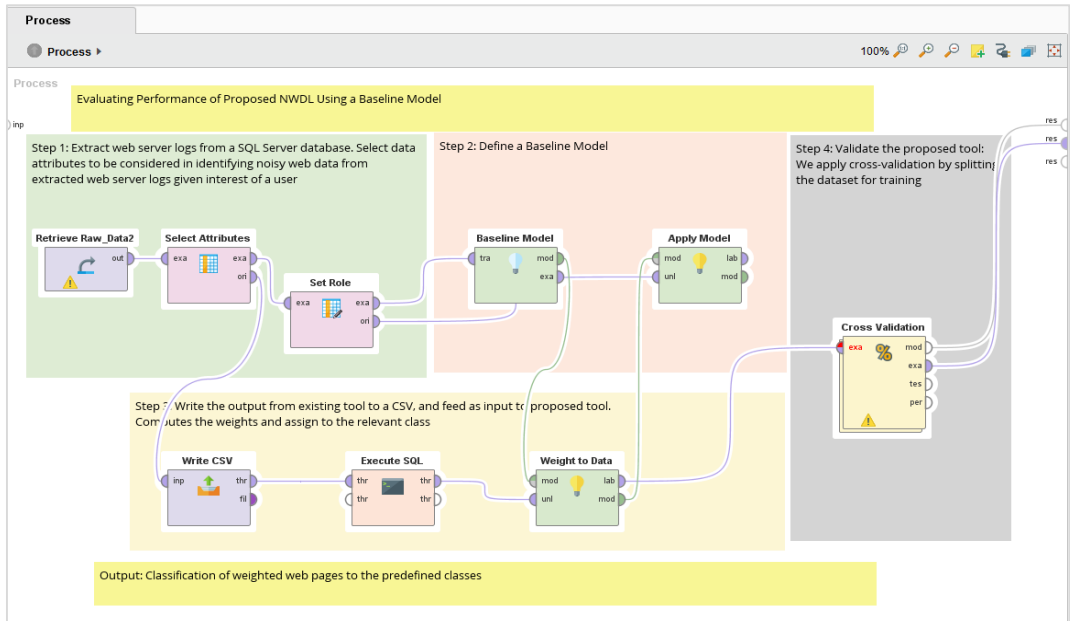 Process
Process
100%
Process
Evaluating Performance of Proposed NWDL Using a Baseline Model
inp
res
res
res
Step 1: Extract web server logs from a SQL Server database. Select data
attributes to be considered in identifying noisy web data from
extracted web server logs given interest of a user
Step 2: Define a Baseline Model
Step 4: Validate the proposed tool:
We apply cross-validation by splitting
the dataset for training
Retrieve Raw_Data2
out
Select Attributes
exa exa
ori
Set Role
exa exa
ori
Baseline Model
tra mod
exa
Apply Model
mod lab
unl mod
Cross Validation
exa mod
exa
tes
per
Step 3: Write the output from existing tool to a CSV, and feed as input to proposed tool.
Computes the weights and assign to the relevant class
Write CSV
inp thr
fil
Execute SQL
thr thr
thr thr
Weight to Data
mod lab
unl mod
Output: Classification of weighted web pages to the predefined classes